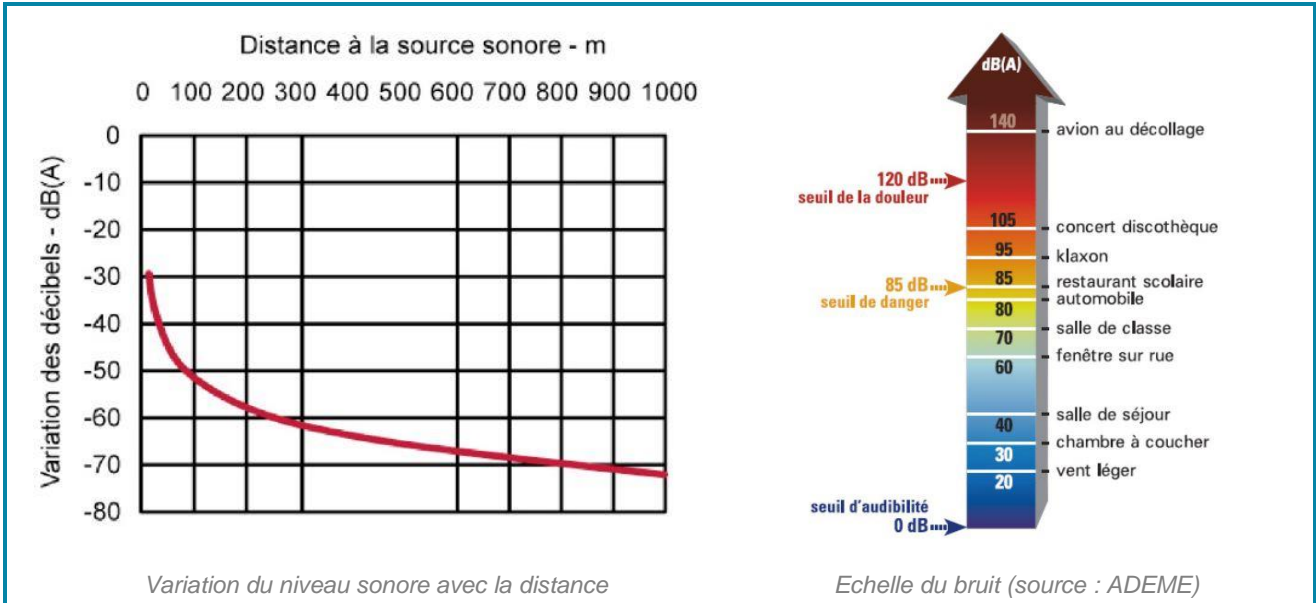 Distance à la source sonore - m
0 100 200 300 400 500 600 700 800 900 1000
Variation des décibels - dB(A)
0
-10
-20
-30
-40
-50
-60
-70
-80
Variation du niveau sonore avec la distance
dB(A)
140
avion au décollage
120 dB
seuil de la douleur
105
concert discothèque
95
klaxon
85 dB
seuil de danger
85
restaurant scolaire
automobile
80
salle de classe
70
fenêtre sur rue
60
salle de séjour
40
chambre à coucher
30
vent léger
20
seuil d'audibilité
0 dB
Echelle du bruit (source : ADEME)